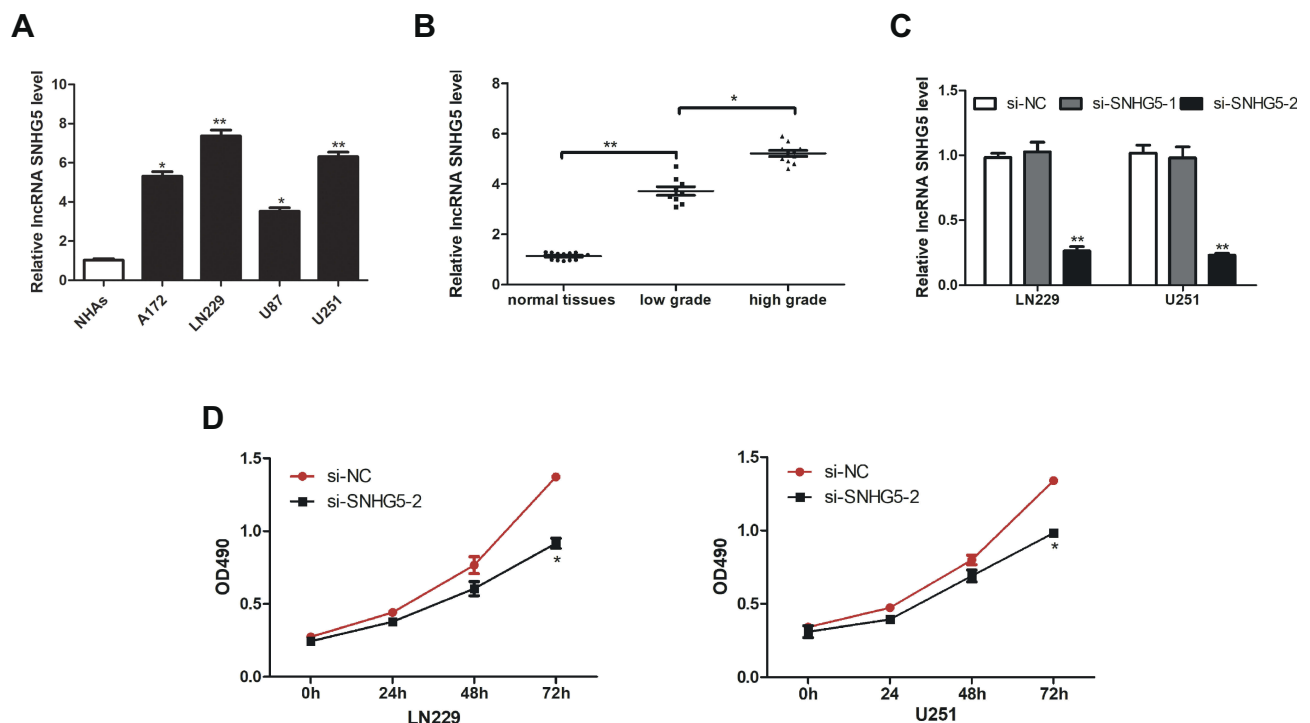 A
Relative lncRNA SNHG5 level
10
8
6
4
2
0
*
**
*
**
NHAs
A172
LN229
U87
U251
B
Relative lncRNA SNHG5 level
8
6
4
2
0
**
*
normal tissues
low grade
high grade
C
Relative lncRNA SNHG5 level
1.5
1.0
0.5
0.0
si-NC
si-SNHG5-1
si-SNHG5-2
**
**
LN229
U251
D
OD490
1.5
1.0
0.5
0.0
si-NC
si-SNHG5-2
*
0h
24h
48h
72h
LN229
OD490
1.5
1.0
0.5
0.0
si-NC
si-SNHG5-2
*
0h
24
48h
72h
U251